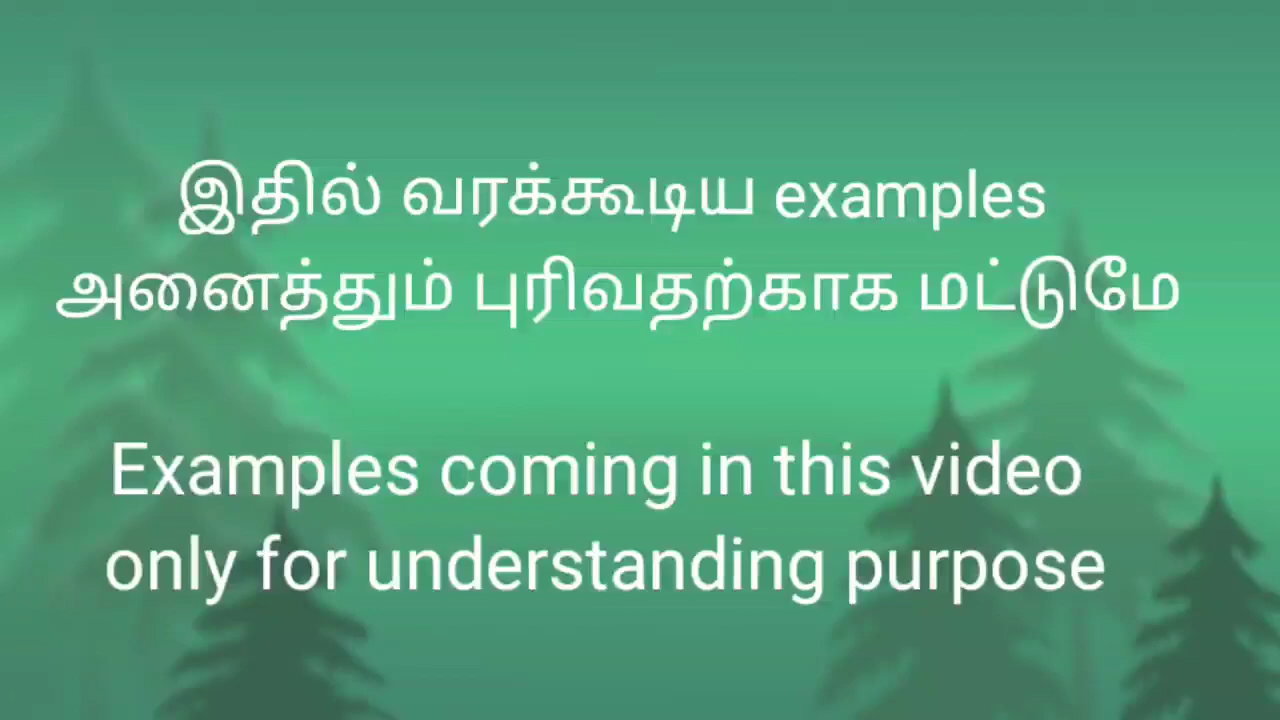 இதில் வரக்கூடிய examples
அனைத்தும் புரிவதற்காக மட்டுமே
Examples coming in this video
only for understanding purpose